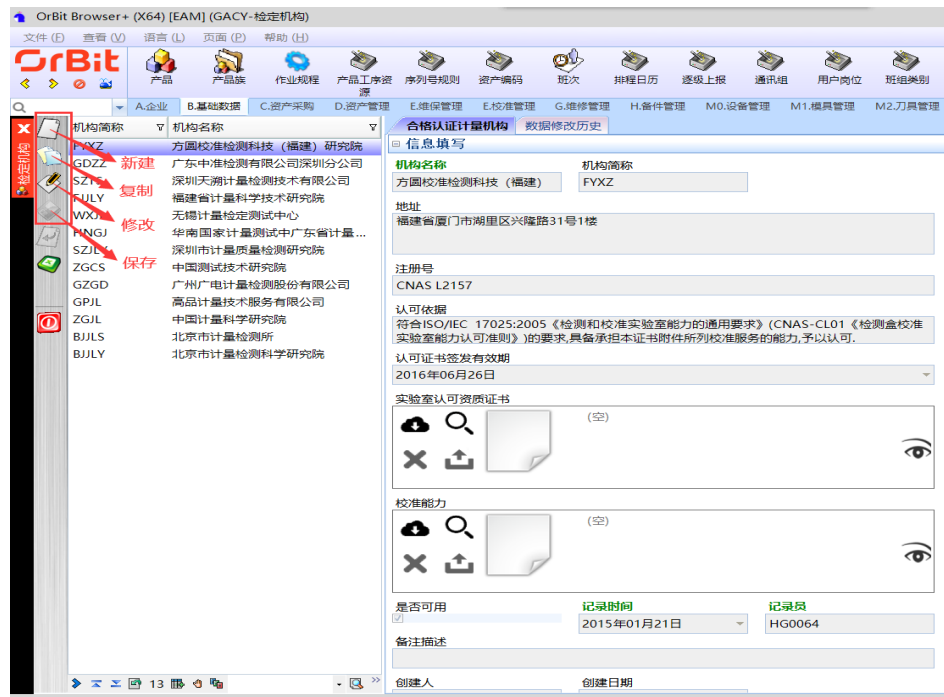 OrBit Browser+ (X64) [EAM] (GACY-检定机构)
文件 (F) 查看 (V) 语言 (L) 页面 (P) 帮助 (H)
OrBit
产品 产品族 作业规程 产品工序资源 序列号规则 资产编码 班次 排程日历 逐级上报 通讯组 用户岗位 班组类别
A.企业 B.基础数据 C.资产采购 D.资产管理 E.维保管理 E.校准管理 G.维修管理 H.备件管理 M0.设备管理 M1.模具管理 M2.刀具管理
检定机构
机构简称 机构名称
FYXZ 方圆校准检测科技（福建）研究院
GDZZ 广东中准检测有限公司深圳分公司
深圳天溯计量检测技术有限公司
FJJLY 福建省计量科学技术研究院
无锡计量检定测试中心
HNGJ 华南国家计量测试中广东省计量...
深圳市计量质量检测研究院
ZGCS 中国测试技术研究院
GZGD 广州广电计量检测股份有限公司
GPJL 高品计量技术服务有限公司
ZGJL 中国计量科学研究院
BJJLS 北京市计量检测所
BJJLY 北京市计量检测科学研究院
新建
复制
修改
保存
13
合格认证计量机构 数据修改历史
信息填写
机构名称 机构简称
方圆校准检测科技（福建） FYXZ
地址
福建省厦门市湖里区兴隆路31号1楼
注册号
CNAS L2157
认可依据
符合ISO/IEC 17025:2005《检测和校准实验室能力的通用要求》(CNAS-CL01《检测盒校准
实验室能力认可准则》)的要求,具备承担本证书附件所列校准服务的能力,予以认可.
认可证书签发有效期
2016年06月26日
实验室认可资质证书
(空)
校准能力
(空)
是否可用 记录时间 记录员
2015年01月21日 HG0064
备注描述
创建人 创建日期